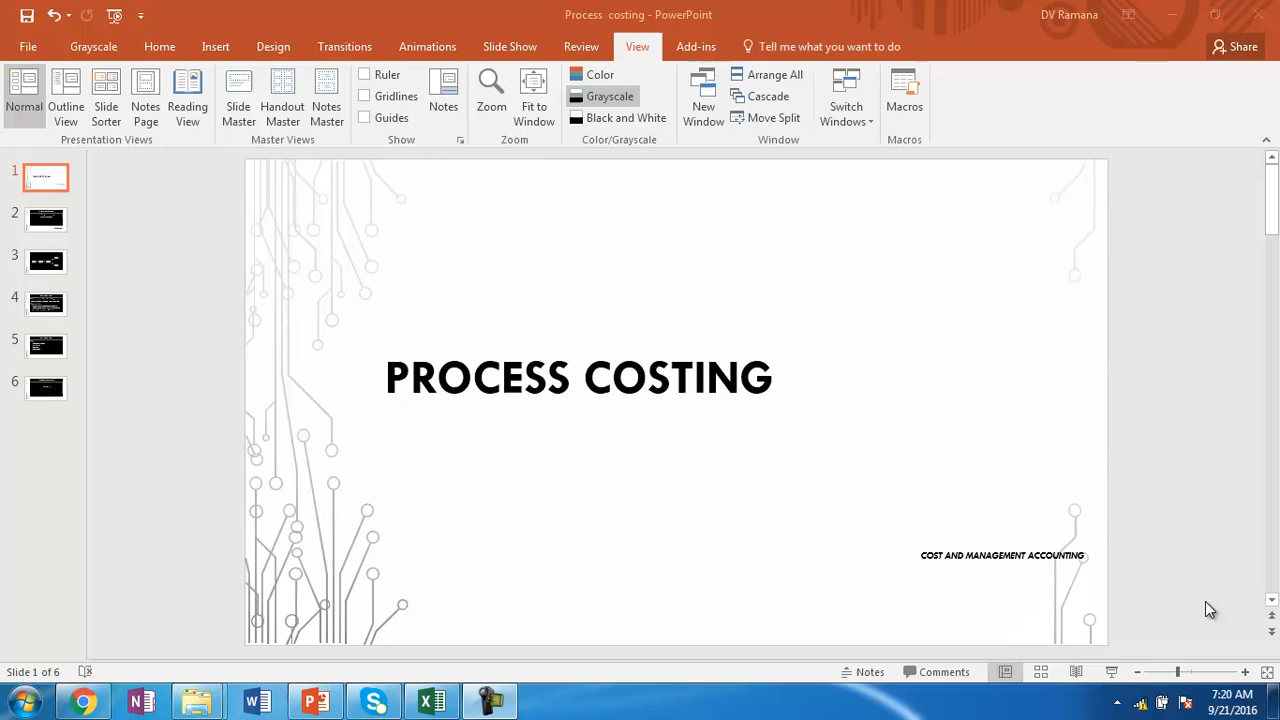 Process costing - PowerPoint
DV Ramana
File Grayscale Home Insert Design Transitions Animations Slide Show Review View Add-ins Tell me what you want to do Share
Normal
Outline View
Slide Sorter
Notes Page
Reading View
Presentation Views
Slide Master
Handout Master
Notes Master
Master Views
Ruler
Gridlines
Guides
Show
Notes
Zoom
Fit to Window
Zoom
Color
Grayscale
Black and White
Color/Grayscale
New Window
Arrange All
Cascade
Move Split
Window
Switch Windows
Macros
Macros
1
2
3
4
5
6
PROCESS COSTING
COST AND MANAGEMENT ACCOUNTING
Slide 1 of 6
Notes
Comments
7:20 AM
9/21/2016